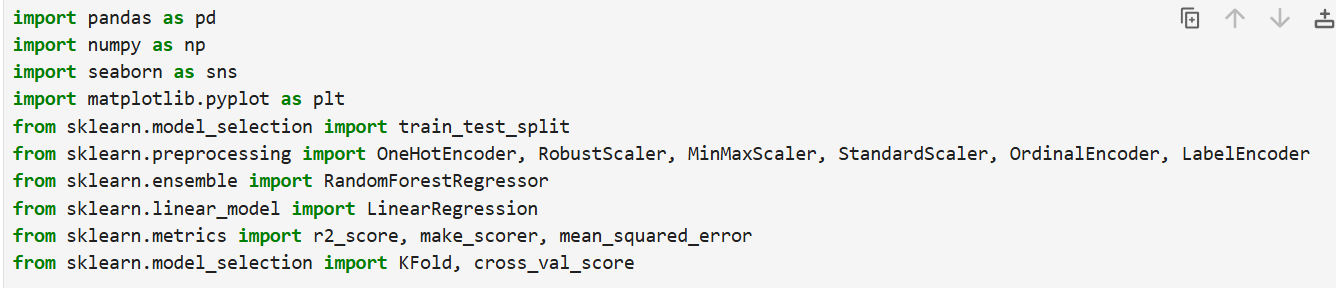 import pandas as pd
import numpy as np
import seaborn as sns
import matplotlib.pyplot as plt
from sklearn.model_selection import train_test_split
from sklearn.preprocessing import OneHotEncoder, RobustScaler, MinMaxScaler, StandardScaler, OrdinalEncoder, LabelEncoder
from sklearn.ensemble import RandomForestRegressor
from sklearn.linear_model import LinearRegression
from sklearn.metrics import r2_score, make_scorer, mean_squared_error
from sklearn.model_selection import KFold, cross_val_score